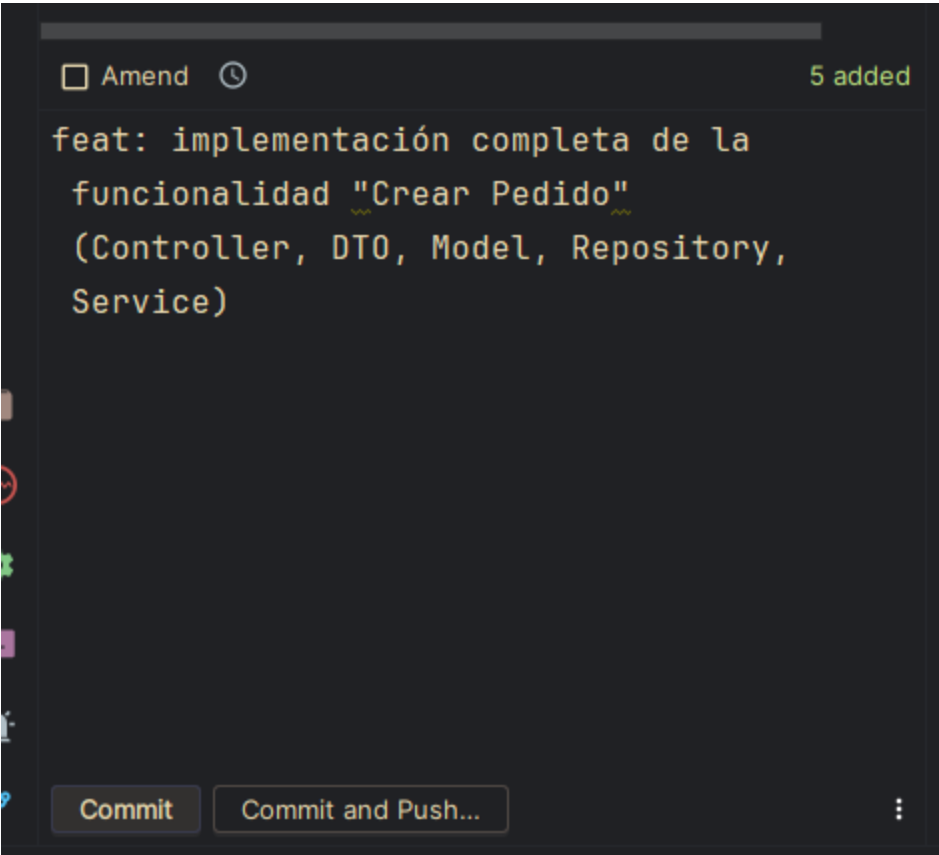 Amend
5 added
feat: implementación completa de la
funcionalidad "Crear Pedido"
(Controller, DTO, Model, Repository,
Service)
Commit
Commit and Push...